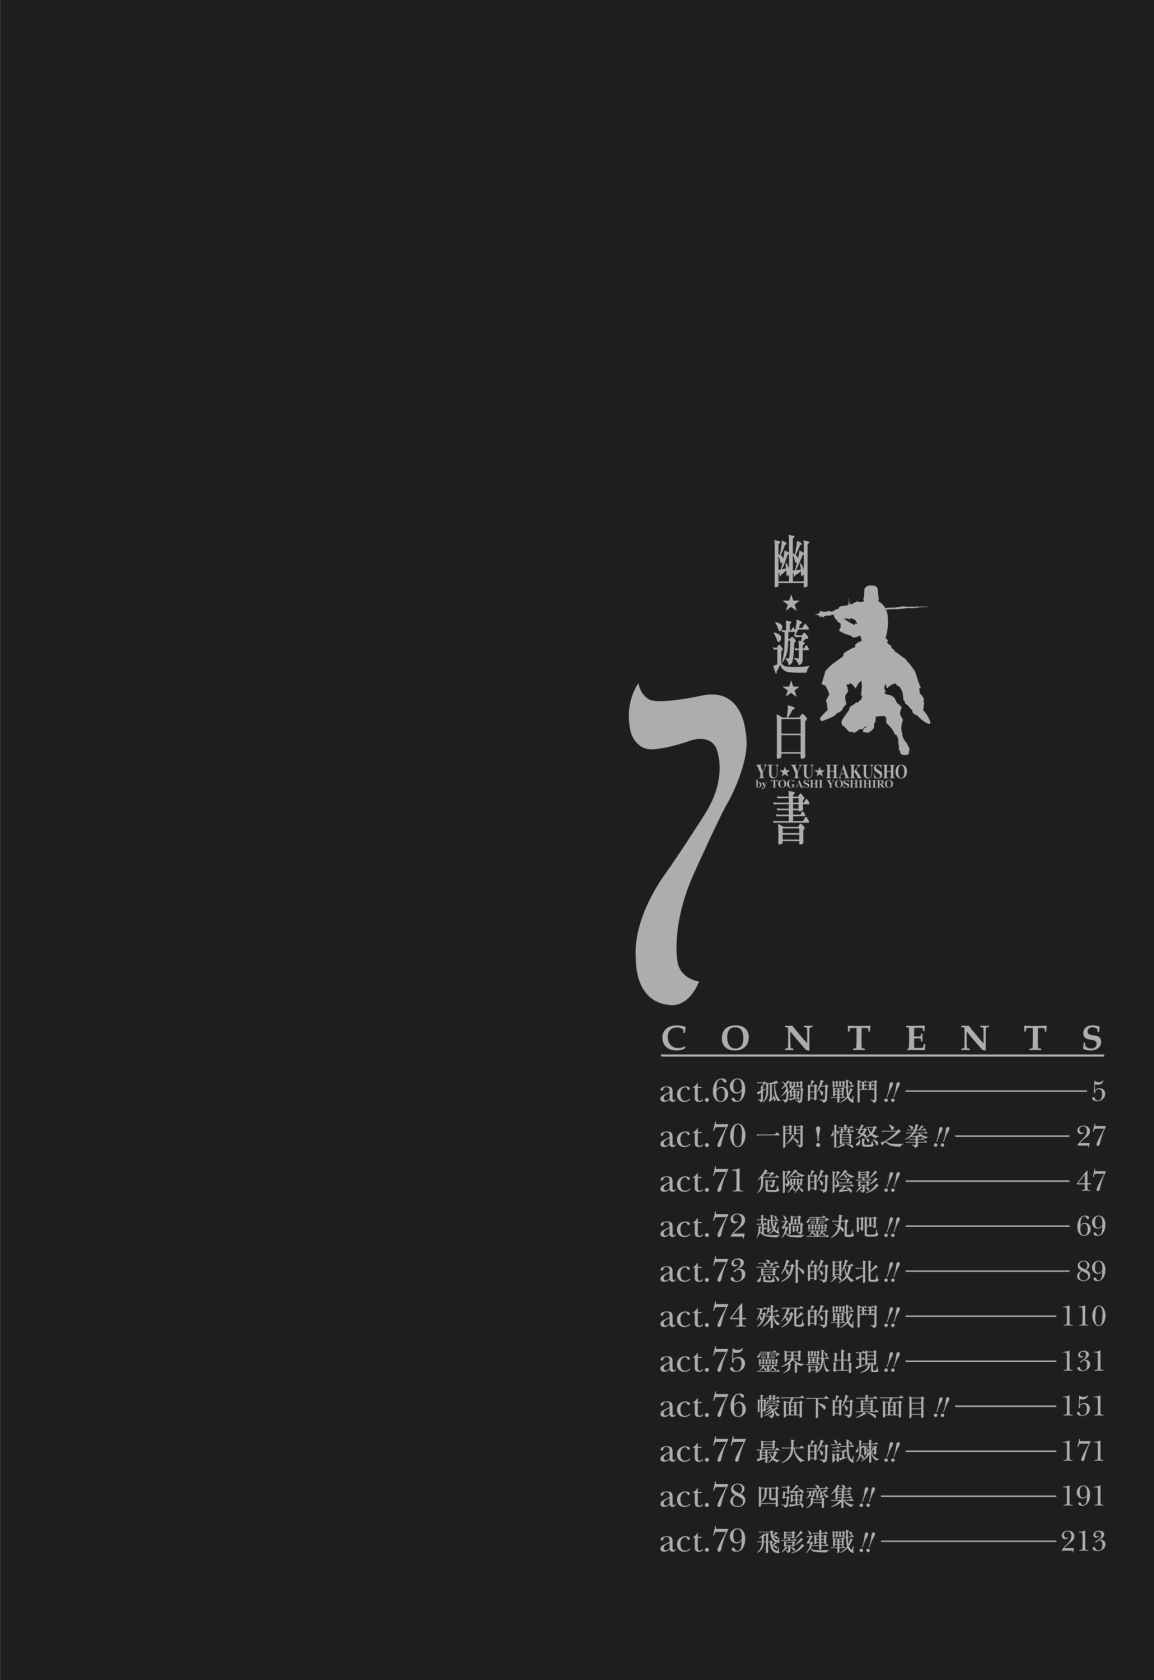 幽★遊★白書
YU★YU★HAKUSHO
by TOGASHI YOSHIHIRO
7
CONTENTS
act.69 孤獨的戰鬥!! 5
act.70 一閃！憤怒之拳!! 27
act.71 危險的陰影!! 47
act.72 越過靈丸吧!! 69
act.73 意外的敗北!! 89
act.74 殊死的戰鬥!! 110
act.75 靈界獸出現!! 131
act.76 幪面下的真面目!! 151
act.77 最大的試煉!! 171
act.78 四強齊集!! 191
act.79 飛影連戰!! 213